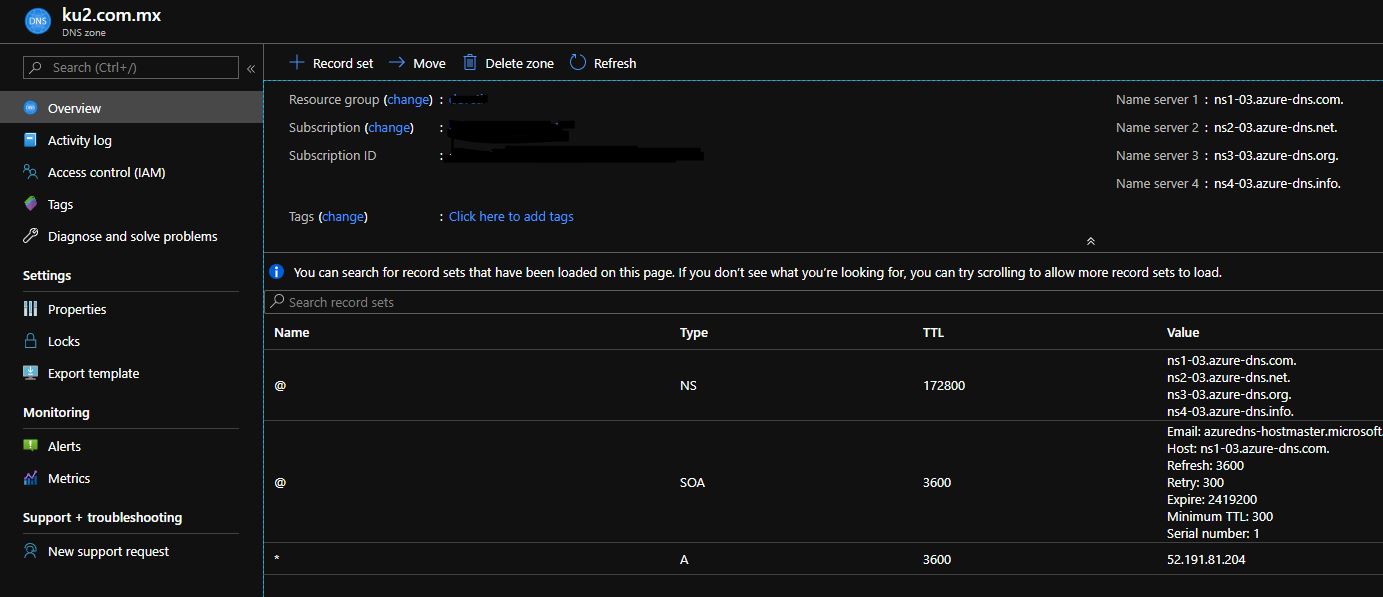 DNS
ku2.com.mx
DNS zone
Search (Ctrl+/)
«
Record set
Move
Delete zone
Refresh
Overview
Activity log
Access control (IAM)
Tags
Diagnose and solve problems
Settings
Properties
Locks
Export template
Monitoring
Alerts
Metrics
Support + troubleshooting
New support request
Resource group (change) :
Subscription (change) :
Subscription ID :
Tags (change) : Click here to add tags
Name server 1 : ns1-03.azure-dns.com.
Name server 2 : ns2-03.azure-dns.net.
Name server 3 : ns3-03.azure-dns.org.
Name server 4 : ns4-03.azure-dns.info.
You can search for record sets that have been loaded on this page. If you don't see what you're looking for, you can try scrolling to allow more record sets to load.
Search record sets
Name Type TTL Value
@ NS 172800
ns1-03.azure-dns.com.
ns2-03.azure-dns.net.
ns3-03.azure-dns.org.
ns4-03.azure-dns.info.
@ SOA 3600
Email: azuredns-hostmaster.microsoft.
Host: ns1-03.azure-dns.com.
Refresh: 3600
Retry: 300
Expire: 2419200
Minimum TTL: 300
Serial number: 1
* A 3600 52.191.81.204